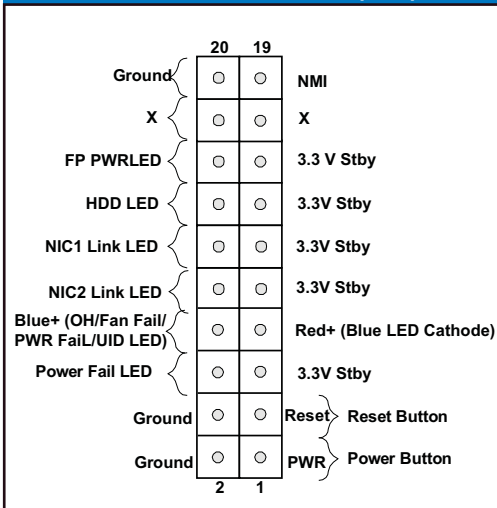 20 19
Ground NMI
X X
FP PWRLED 3.3 V Stby
HDD LED 3.3V Stby
NIC1 Link LED 3.3V Stby
NIC2 Link LED 3.3V Stby
Blue+ (OH/Fan Fail/
PWR FaiL/UID LED) Red+ (Blue LED Cathode)
Power Fail LED 3.3V Stby
Ground Reset Reset Button
Ground PWR Power Button
2 1